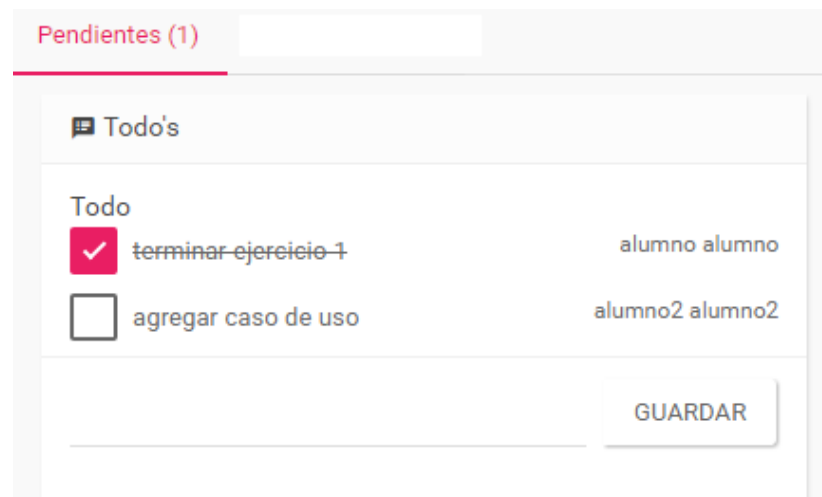 Pendientes (1)
Todo's
Todo
terminar ejercicio 1 alumno alumno
agregar caso de uso alumno2 alumno2
GUARDAR